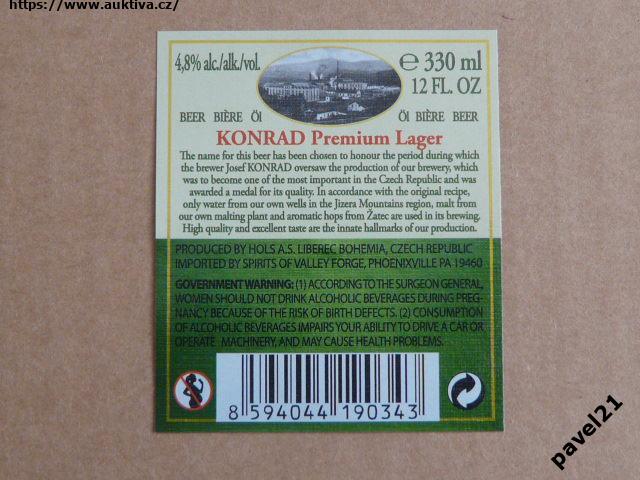 https://www.auktiva.cz/
4,8% alc./alk./vol.
℮ 330 ml
12 FL. OZ
BEER BIÈRE Öl
Öl BIÈRE BEER
KONRAD Premium Lager
The name for this beer has been chosen to honour the period during which
the brewer Josef KONRAD oversaw the production of our brewery, which
was to become one of the most important in the Czech Republic and was
awarded a medal for its quality. In accordance with the original recipe,
only water from our own wells in the Jizera Mountains region, malt from
our own malting plant and aromatic hops from Žatec are used in its brewing.
High quality and excellent taste are the innate hallmarks of our production.
PRODUCED BY HOLS A.S. LIBEREC BOHEMIA, CZECH REPUBLIC
IMPORTED BY SPIRITS OF VALLEY FORGE, PHOENIXVILLE PA 19460
GOVERNMENT WARNING: (1) ACCORDING TO THE SURGEON GENERAL,
WOMEN SHOULD NOT DRINK ALCOHOLIC BEVERAGES DURING PREG-
NANCY BECAUSE OF THE RISK OF BIRTH DEFECTS. (2) CONSUMPTION
OF ALCOHOLIC BEVERAGES IMPAIRS YOUR ABILITY TO DRIVE A CAR OR
OPERATE MACHINERY, AND MAY CAUSE HEALTH PROBLEMS.
8 594044 190343
pavel21